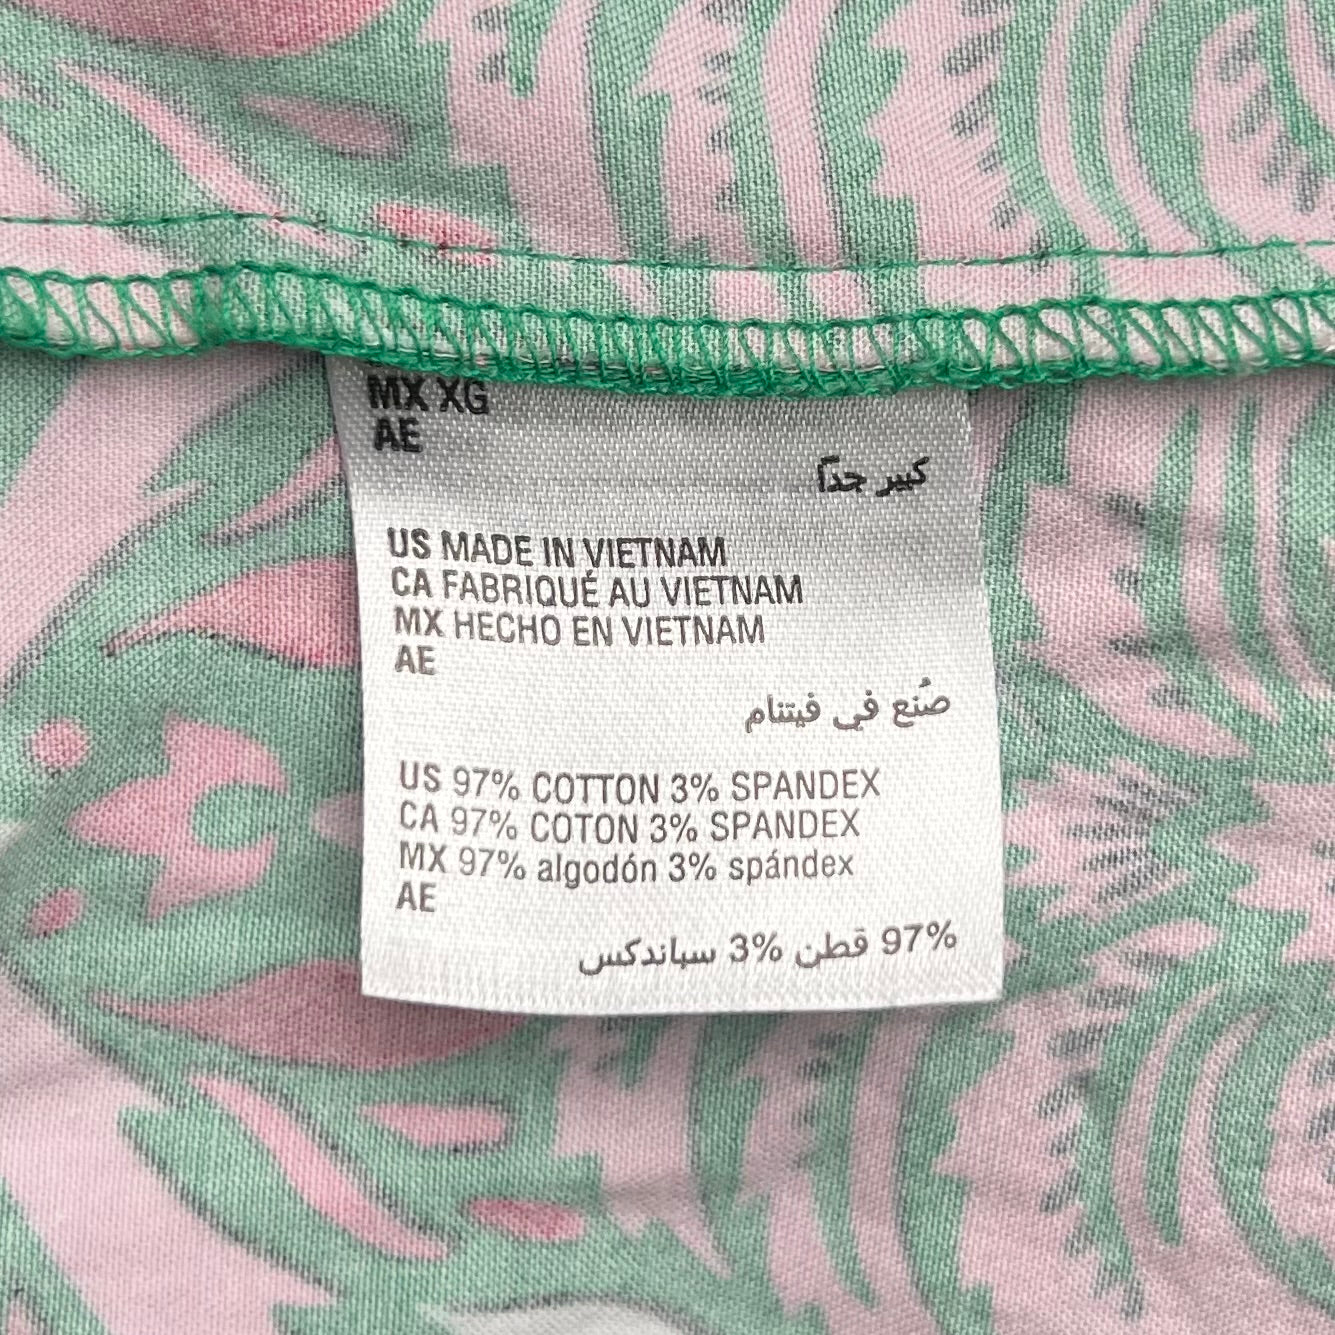 MX XG
AE
كبير جداً
US MADE IN VIETNAM
CA FABRIQUÉ AU VIETNAM
MX HECHO EN VIETNAM
AE
صُنع في فيتنام
US 97% COTTON 3% SPANDEX
CA 97% COTON 3% SPANDEX
MX 97% algodón 3% spándex
AE
97% قطن 3% سباندكس